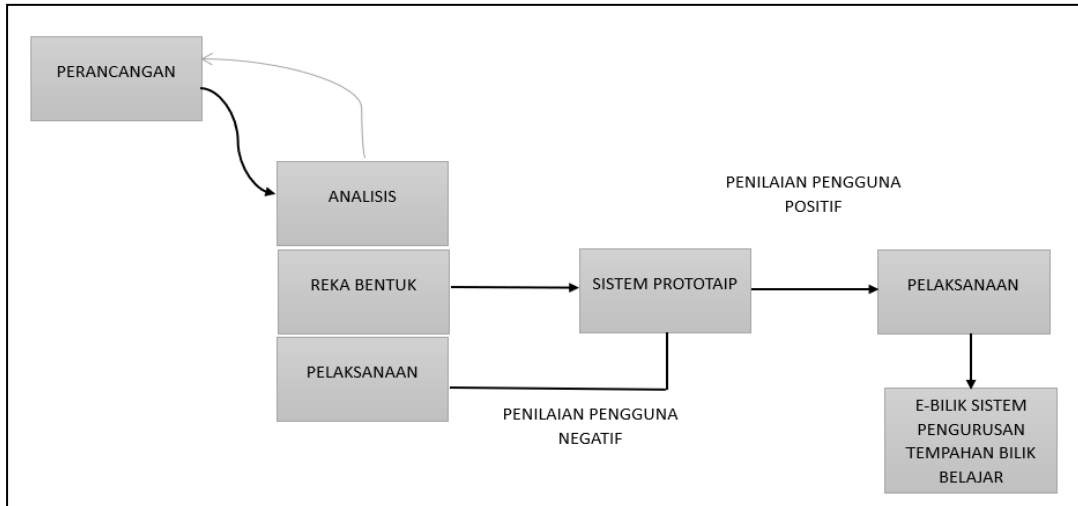 PERANCANGAN
ANALISIS
REKA BENTUK
PELAKSANAAN
SISTEM PROTOTAIP
PENILAIAN PENGGUNA
NEGATIF
PENILAIAN PENGGUNA
POSITIF
PELAKSANAAN
E-BILIK SISTEM
PENGURUSAN
TEMPAHAN BILIK
BELAJAR